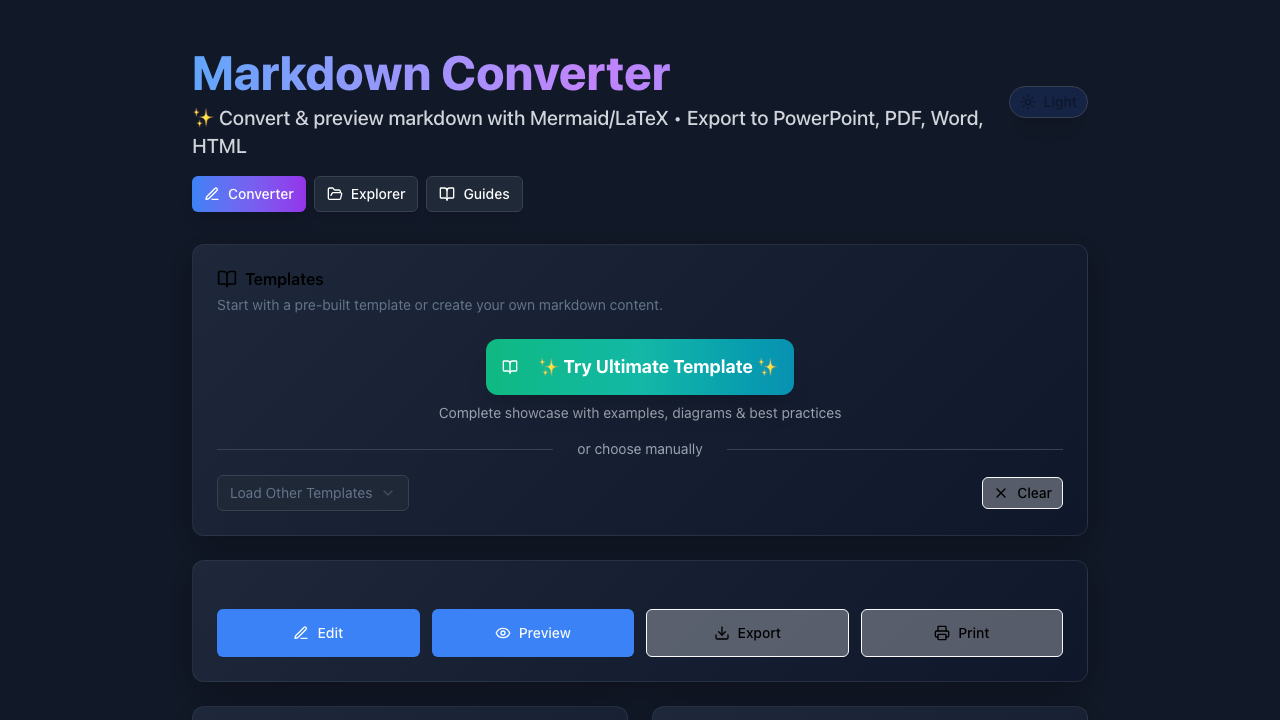 Markdown Converter
✨ Convert & preview markdown with Mermaid/LaTeX • Export to PowerPoint, PDF, Word,
HTML
Light
Converter
Explorer
Guides
Templates
Start with a pre-built template or create your own markdown content.
✨ Try Ultimate Template ✨
Complete showcase with examples, diagrams & best practices
or choose manually
Load Other Templates
Clear
Edit
Preview
Export
Print